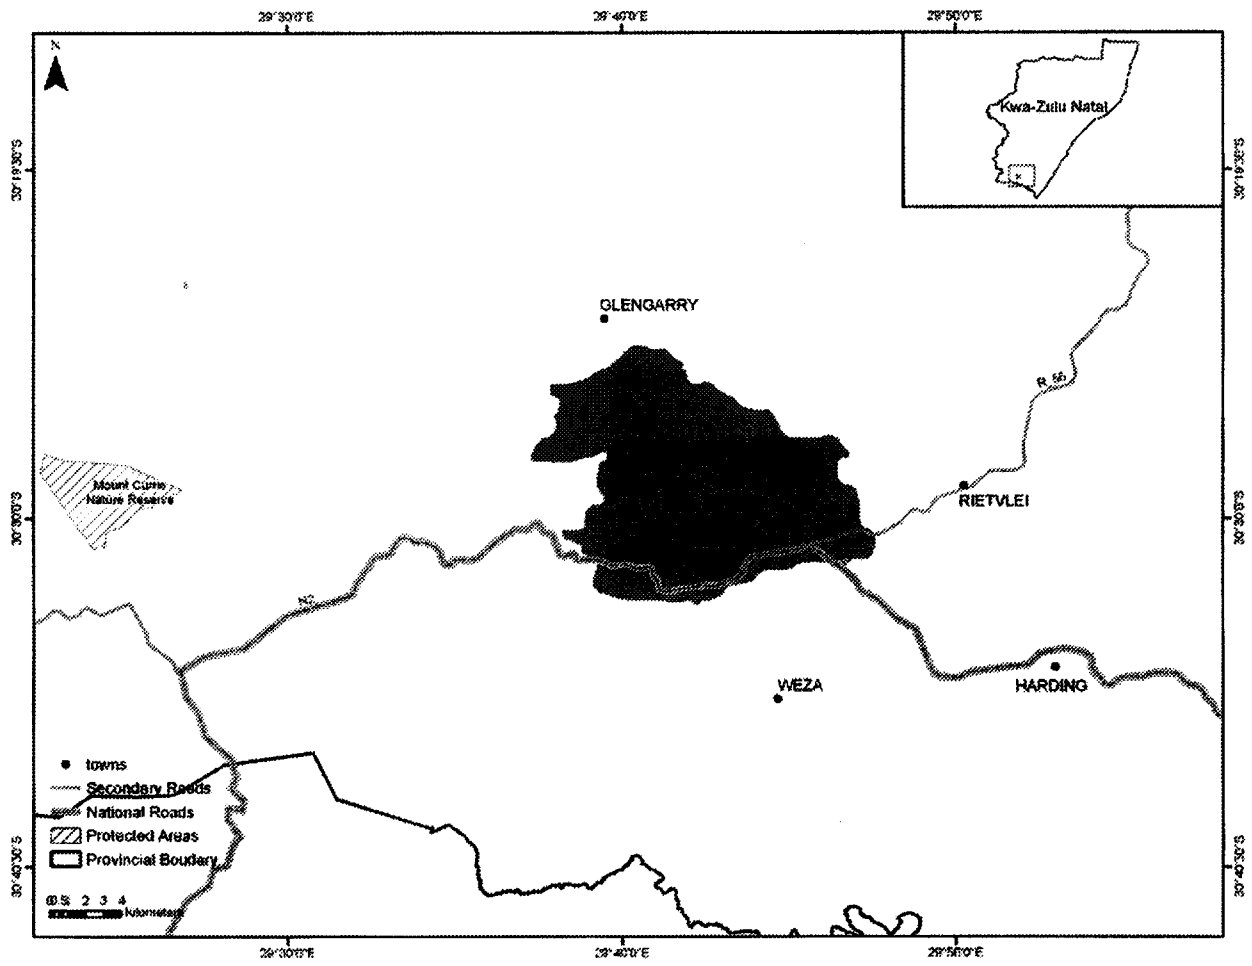 29°30'0"E
29°40'0"E
29°50'0"E
N
Kwa-Zulu Natal
30°19'30"S
30°19'30"S
GLENGARRY
R 56
Mount Currie
Nature Reserve
RIETVLEI
30°30'0"S
30°30'0"S
N2
WEZA
HARDING
towns
Secondary Roads
National Roads
Protected Areas
Provincial Boudary
2 3 4
kilometers
30°40'30"S
30°40'30"S
29°30'0"E
29°40'0"E
29°50'0"E